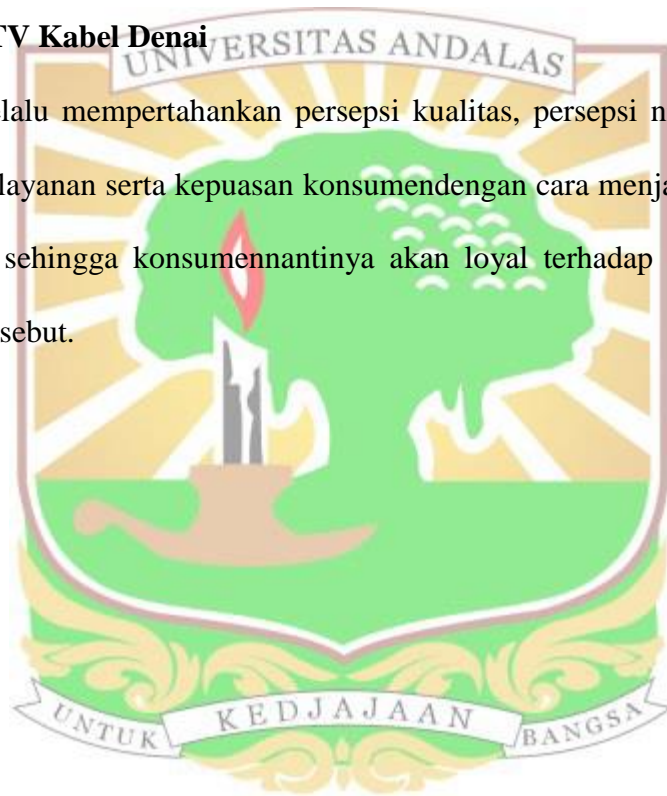 TV Kabel Denai
UNIVERSITAS ANDALAS
elalu mempertahankan persepsi kualitas, persepsi n
layanan serta kepuasan konsumendengan cara menja
sehingga konsumennantinya akan loyal terhadap
sebut.
UNTUK KEDJAJAAN BANGSA